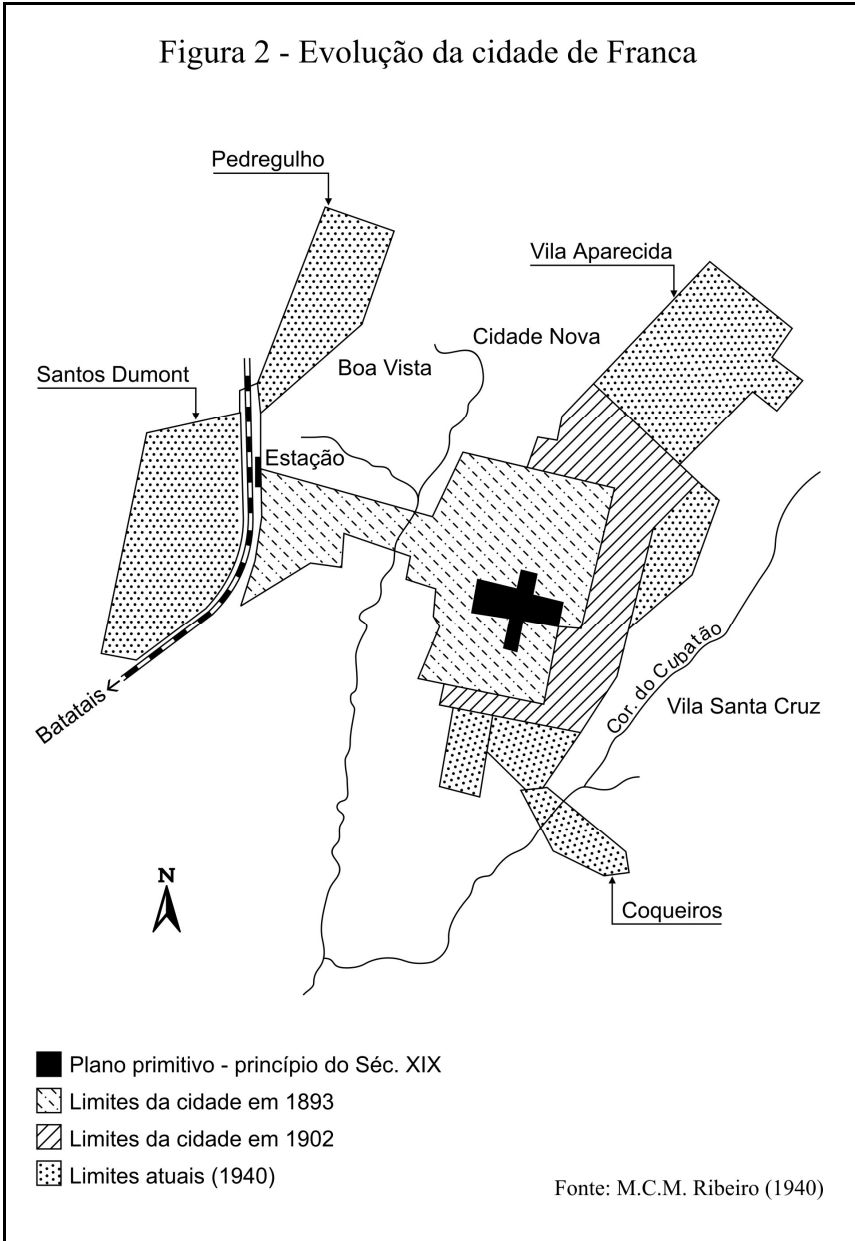 Figura 2 - Evolução da cidade de Franca
Pedregulho
Vila Aparecida
Cidade Nova
Boa Vista
Santos Dumont
Estação
Cor. do Cubatão
Vila Santa Cruz
Batatais
N
Coqueiros
Plano primitivo - princípio do Séc. XIX
Limites da cidade em 1893
Limites da cidade em 1902
Limites atuais (1940)
Fonte: M.C.M. Ribeiro (1940)